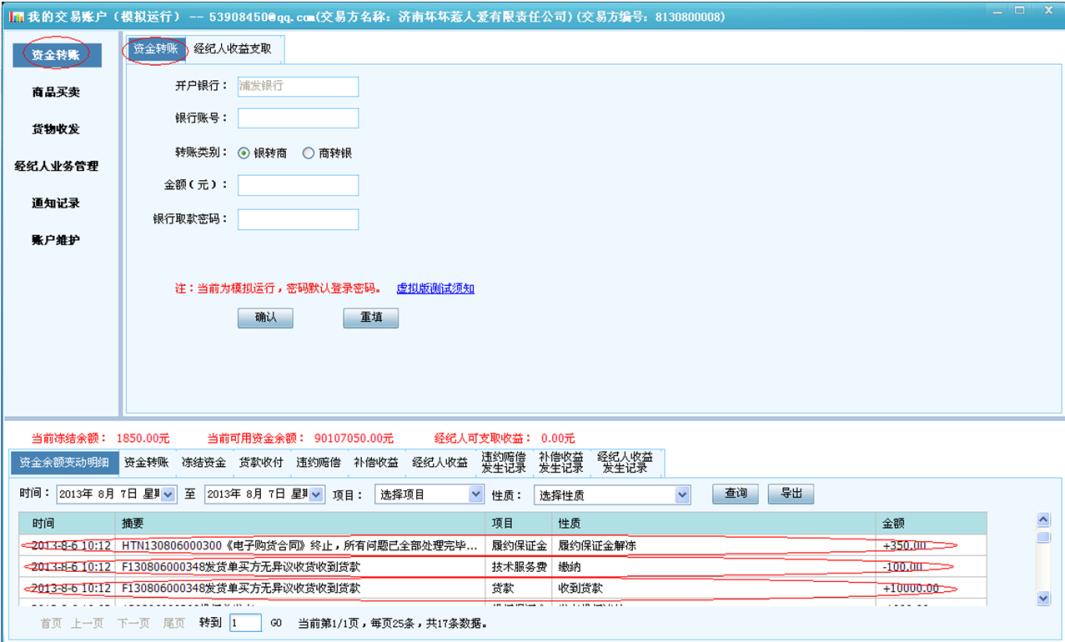 我的交易账户（模拟运行） -- 53908450@qq.com(交易方名称：济南坏坏惹人爱有限责任公司)(交易方编号：8130800008)
资金转账
商品买卖
货物收发
经纪人业务管理
通知记录
账户维护
资金转账 经纪人收益支取
开户银行： 浦发银行
银行账号：
转账类别： 银转商 商转银
金额（元）：
银行取款密码：
注：当前为模拟运行，密码默认登录密码。 虚拟版测试须知
确认 重填
当前冻结余额： 1850.00元 当前可用资金余额： 90107050.00元 经纪人可支取收益： 0.00元
资金余额变动明细 资金转账 冻结资金 货款收付 违约赔偿 补偿收益 经纪人收益 违约赔偿发生记录 补偿收益发生记录 经纪人收益发生记录
时间： 2013年 8月 7日 星期 至 2013年 8月 7日 星期 项目： 选择项目 性质： 选择性质 查询 导出
时间 摘要 项目 性质 金额
2013-8-6 10:12 HTN130806000300《电子购货合同》终止，所有问题已全部处理完毕... 履约保证金 履约保证金解冻 +350.00
2013-8-6 10:12 F130806000348发货单买方无异议收货收到货款 技术服务费 缴纳 -100.00
2013-8-6 10:12 F130806000348发货单买方无异议收货收到货款 货款 收到货款 +10000.00
首页 上一页 下一页 尾页 转到 1 GO 当前第1/1页，每页25条，共17条数据。